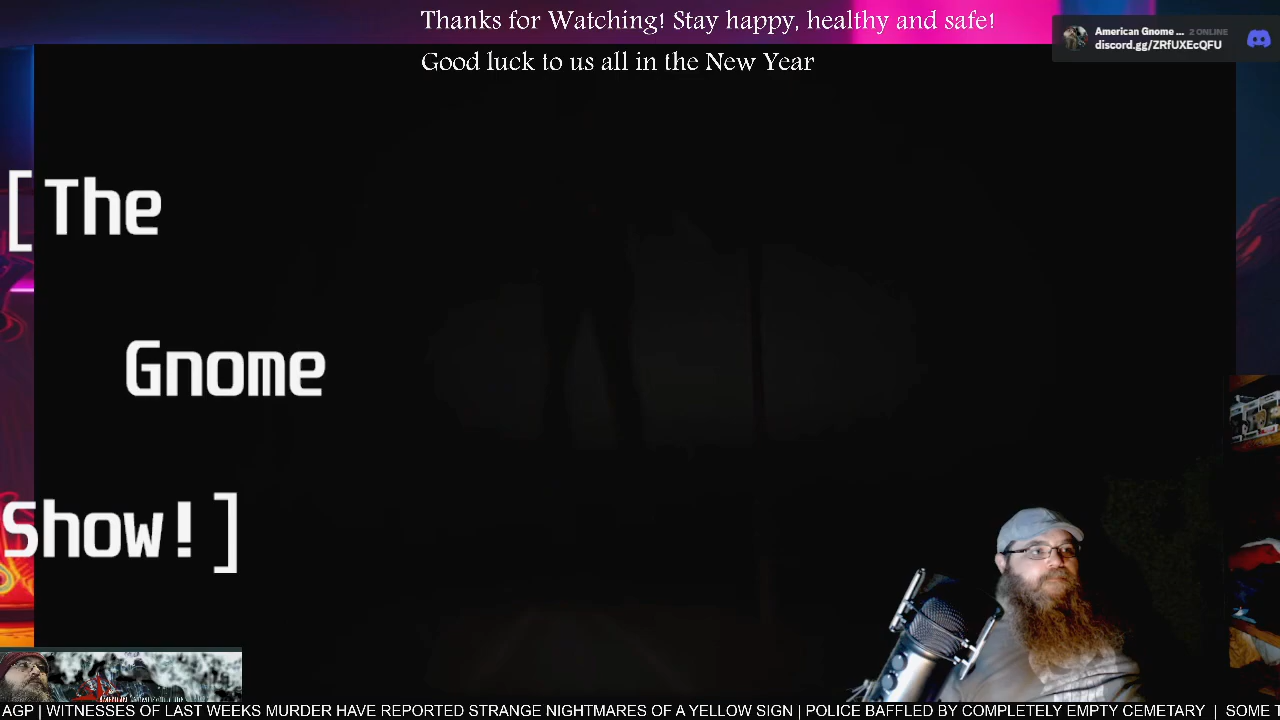 Thanks for Watching! Stay happy, healthy and safe!
American Gnome ... 2 ONLINE
discord.gg/ZRfUXEcQFU
Good luck to us all in the New Year
[The
Gnome
Show!]
AGP | WITNESSES OF LAST WEEKS MURDER HAVE REPORTED STRANGE NIGHTMARES OF A YELLOW SIGN | POLICE BAFFLED BY COMPLETELY EMPTY CEMETARY | SOME